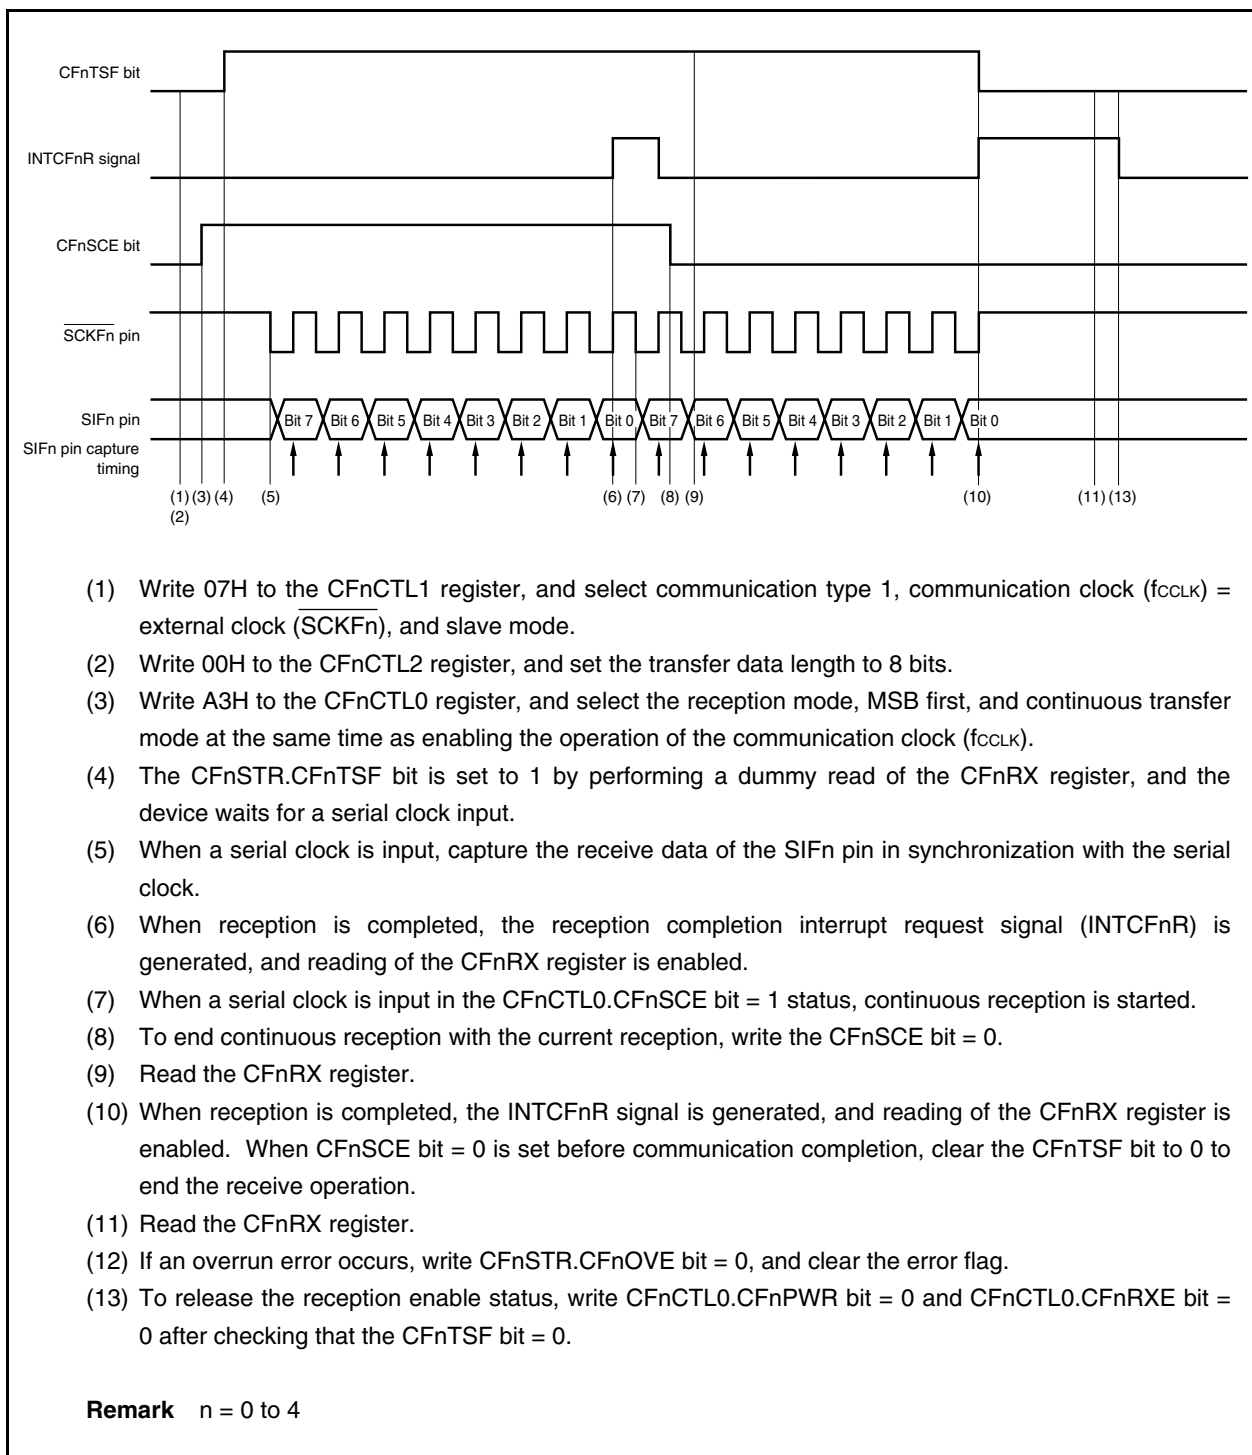 CFnTSF bit
INTCFnR signal
CFnSCE bit
SCKFn pin
SIFn pin
Bit 7 Bit 6 Bit 5 Bit 4 Bit 3 Bit 2 Bit 1 Bit 0 Bit 7 Bit 6 Bit 5 Bit 4 Bit 3 Bit 2 Bit 1 Bit 0
SIFn pin capture
timing
(1) (3) (4) (5) (6) (7) (8) (9) (10) (11) (13)
(2)
(1) Write 07H to the CFnCTL1 register, and select communication type 1, communication clock (fCCLK) =
external clock (SCKFn), and slave mode.
(2) Write 00H to the CFnCTL2 register, and set the transfer data length to 8 bits.
(3) Write A3H to the CFnCTL0 register, and select the reception mode, MSB first, and continuous transfer
mode at the same time as enabling the operation of the communication clock (fCCLK).
(4) The CFnSTR.CFnTSF bit is set to 1 by performing a dummy read of the CFnRX register, and the
device waits for a serial clock input.
(5) When a serial clock is input, capture the receive data of the SIFn pin in synchronization with the serial
clock.
(6) When reception is completed, the reception completion interrupt request signal (INTCFnR) is
generated, and reading of the CFnRX register is enabled.
(7) When a serial clock is input in the CFnCTL0.CFnSCE bit = 1 status, continuous reception is started.
(8) To end continuous reception with the current reception, write the CFnSCE bit = 0.
(9) Read the CFnRX register.
(10) When reception is completed, the INTCFnR signal is generated, and reading of the CFnRX register is
enabled. When CFnSCE bit = 0 is set before communication completion, clear the CFnTSF bit to 0 to
end the receive operation.
(11) Read the CFnRX register.
(12) If an overrun error occurs, write CFnSTR.CFnOVE bit = 0, and clear the error flag.
(13) To release the reception enable status, write CFnCTL0.CFnPWR bit = 0 and CFnCTL0.CFnRXE bit =
0 after checking that the CFnTSF bit = 0.
Remark n = 0 to 4